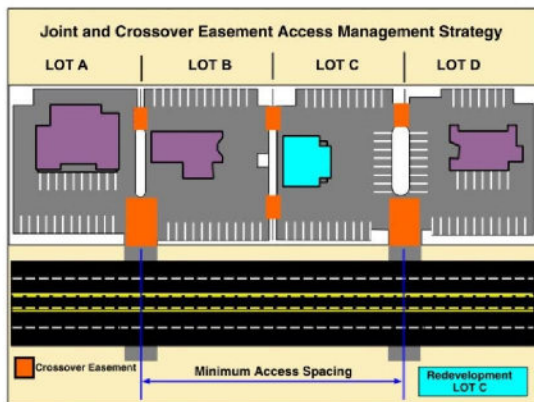 Joint and Crossover Easement Access Management Strategy
LOT A
LOT B
LOT C
LOT D
Crossover Easement
Minimum Access Spacing
Redevelopment
LOT C